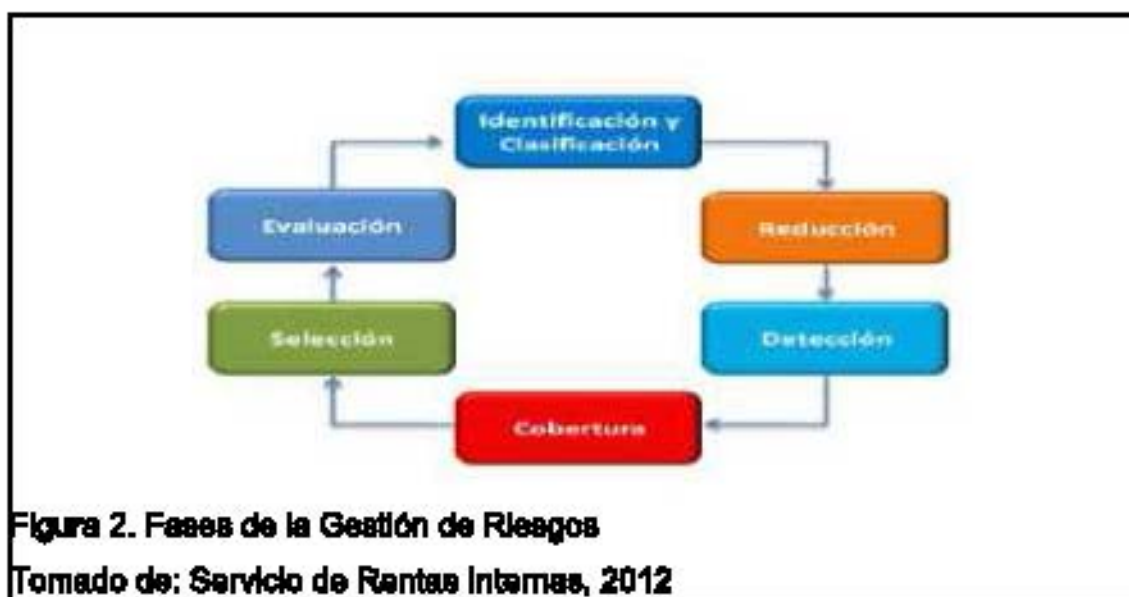 Identificación y
Clasificación
Evaluación
Reducción
Selección
Detección
Cobertura
Figura 2. Fases de la Gestión de Riesgos
Tomado de: Servicio de Rentas Internas, 2012